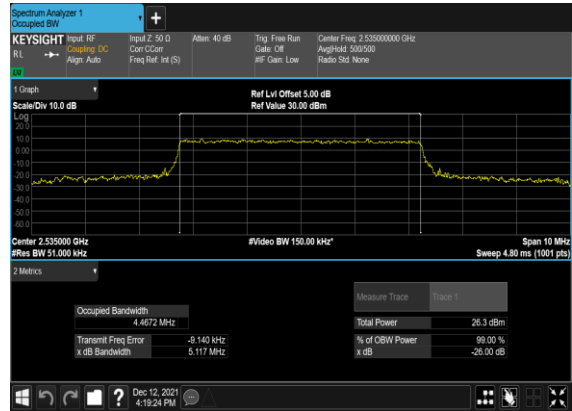 Spectrum Analyzer 1
Occupied BW
+
KEYSIGHT Input: RF Input Z: 50 Ω Atten: 40 dB Trig: Free Run Center Freq: 2.535000000 GHz
RL Coupling: DC Corr CCorr Gate: Off Avg|Hold: 500/500
Align: Auto Freq Ref: Int (S) #IF Gain: Low Radio Std: None
1 Graph
Ref Lvl Offset 5.00 dB
Scale/Div 10.0 dB Ref Value 30.00 dBm
Log
20.0
10.0
0.00
-10.0
-20.0
-30.0
-40.0
-50.0
-60.0
Center 2.535000 GHz #Video BW 150.00 kHz* Span 10 MHz
#Res BW 51.000 kHz Sweep 4.80 ms (1001 pts)
2 Metrics
Measure Trace Trace 1
Occupied Bandwidth
4.4672 MHz Total Power 26.3 dBm
Transmit Freq Error -9.140 kHz % of OBW Power 99.00 %
x dB Bandwidth 5.117 MHz x dB -26.00 dB
? Dec 12, 2021
4:19:24 PM